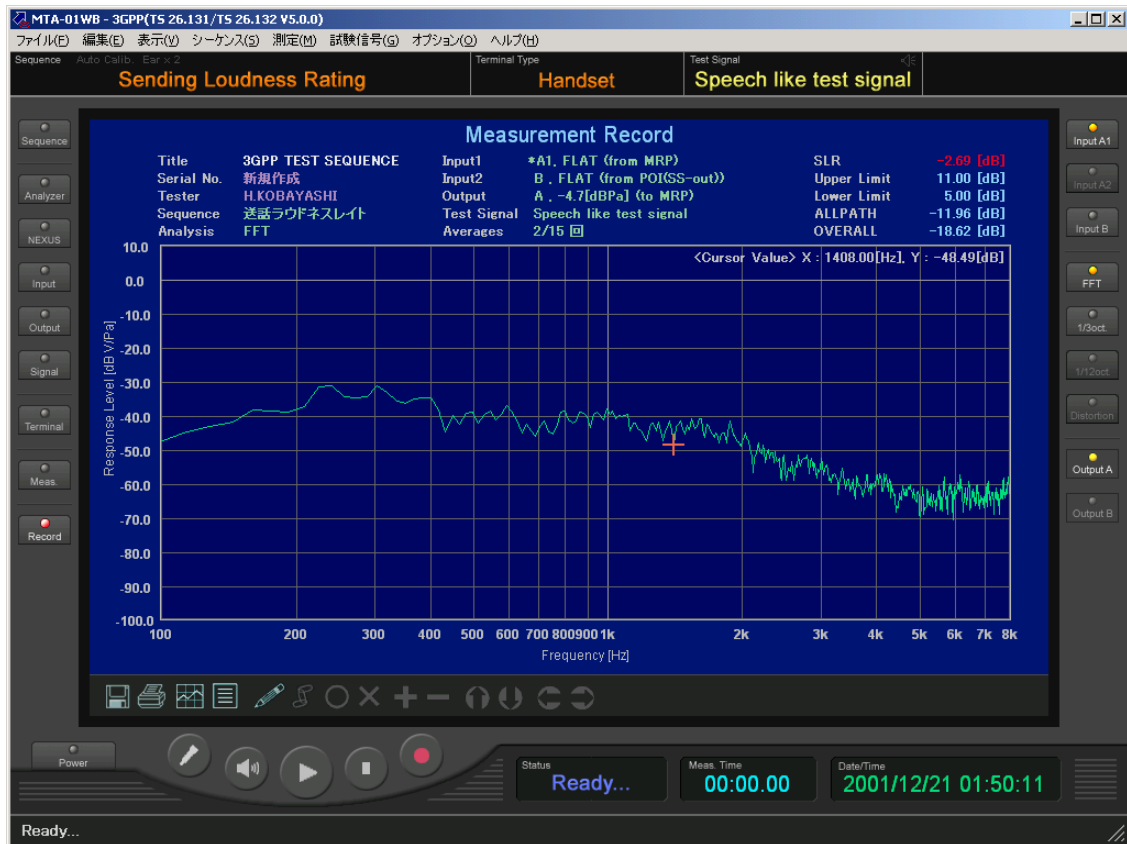 MTA-01WB - 3GPP(TS 26.131/TS 26.132 V5.0.0)
ファイル(F) 編集(E) 表示(V) シーケンス(S) 測定(M) 試験信号(G) オプション(O) ヘルプ(H)
Sequence Auto Calib. Ear x 2 Terminal Type Test Signal
Sending Loudness Rating Handset Speech like test signal
Measurement Record
Title 3GPP TEST SEQUENCE Input1 *A1, FLAT (from MRP) SLR -2.69 [dB]
Serial No. 新規作成 Input2 B , FLAT (from POI(SS-out)) Upper Limit 11.00 [dB]
Tester H.KOBAYASHI Output A , -4.7[dBPa] (to MRP) Lower Limit 5.00 [dB]
Sequence 送話ラウドネスレイト Test Signal Speech like test signal ALLPATH -11.96 [dB]
Analysis FFT Averages 2/15 回 OVERALL -18.62 [dB]
<Cursor Value> X : 1408.00[Hz], Y : -48.49[dB]
Response Level [dB V/Pa]
10.0
0.0
-10.0
-20.0
-30.0
-40.0
-50.0
-60.0
-70.0
-80.0
-90.0
-100.0
100 200 300 400 500 600 700 800 900 1k 2k 3k 4k 5k 6k 7k 8k
Frequency [Hz]
Sequence
Analyzer
NEXUS
Input
Output
Signal
Terminal
Meas.
Record
Input A1
Input A2
Input B
FFT
1/3oct.
1/12oct.
Distortion
Output A
Output B
Power
Status Meas. Time Date/Time
Ready... 00:00.00 2001/12/21 01:50:11
Ready...